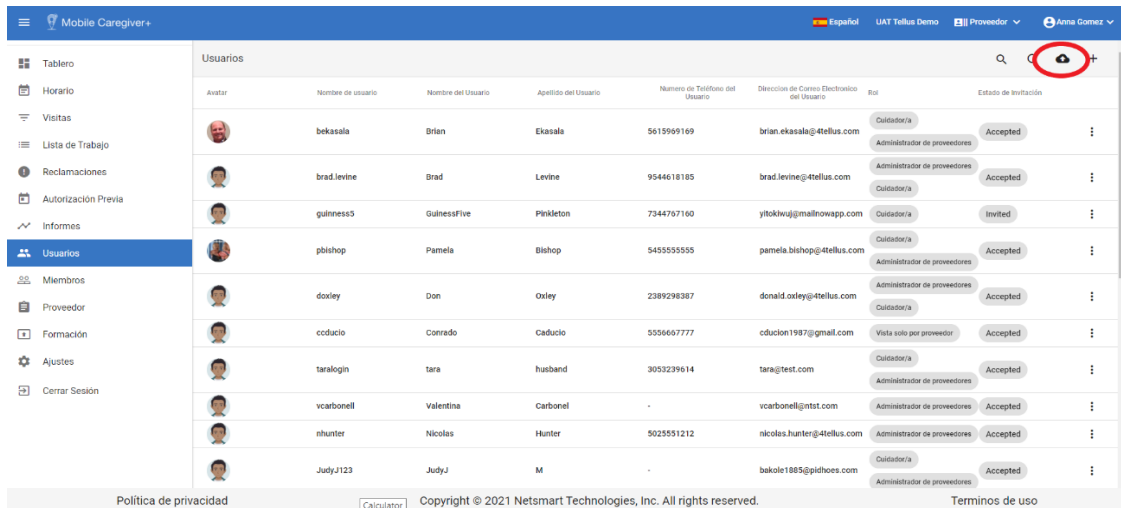 Mobile Caregiver+
Español UAT Tellus Demo Proveedor Anna Gomez
Tablero
Horario
Visitas
Lista de Trabajo
Reclamaciones
Autorización Previa
Informes
Usuarios
Miembros
Proveedor
Formación
Ajustes
Cerrar Sesión
Usuarios
Avatar Nombre de usuario Nombre del Usuario Apellido del Usuario Numero de Teléfono del Usuario Direccion de Correo Electronico del Usuario Rol Estado de Invitación
bekasala Brian Ekasala 5615969169 brian.ekasala@4tellus.com Cuidador/a Administrador de proveedores Accepted
brad.levine Brad Levine 9544618185 brad.levine@4tellus.com Administrador de proveedores Cuidador/a Accepted
guinness5 GuinessFive Pinkleton 7344767160 yitokiwuj@mailnowapp.com Cuidador/a Invited
pbishop Pamela Bishop 5455555555 pamela.bishop@4tellus.com Cuidador/a Administrador de proveedores Accepted
doxley Don Oxley 2389298387 donald.oxley@4tellus.com Administrador de proveedores Cuidador/a Accepted
ccducio Conrado Caducio 5556667777 cducion1987@gmail.com Vista solo por proveedor Accepted
taralogin tara husband 3053239614 tara@test.com Cuidador/a Administrador de proveedores Accepted
vcarbonell Valentina Carbonel - vcarbonell@ntst.com Administrador de proveedores Accepted
nhunter Nicolas Hunter 5025551212 nicolas.hunter@4tellus.com Administrador de proveedores Accepted
JudyJ123 JudyJ M - bakole1885@pidhoes.com Cuidador/a Administrador de proveedores Accepted
Política de privacidad Calculator Copyright © 2021 Netsmart Technologies, Inc. All rights reserved. Terminos de uso